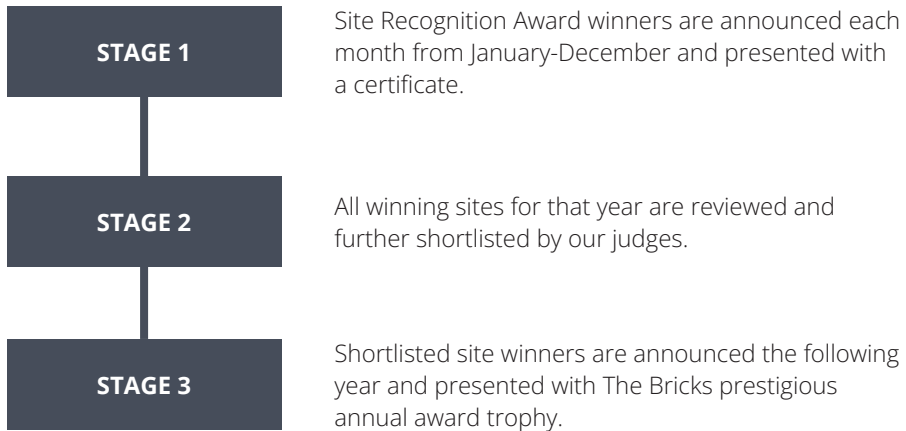 STAGE 1
Site Recognition Award winners are announced each
month from January-December and presented with
a certificate.
STAGE 2
All winning sites for that year are reviewed and
further shortlisted by our judges.
STAGE 3
Shortlisted site winners are announced the following
year and presented with The Bricks prestigious
annual award trophy.